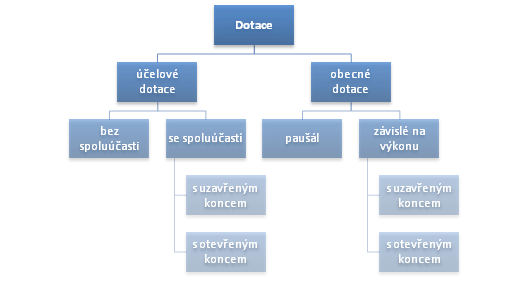 Dotace
účelové
dotace
obecné
dotace
bez
spoluúčasti
se spoluúčasti
paušál
závislé na
výkonu
s uzavřeným
koncem
s otevřeným
koncem
s uzavřeným
koncem
s otevřeným
koncem